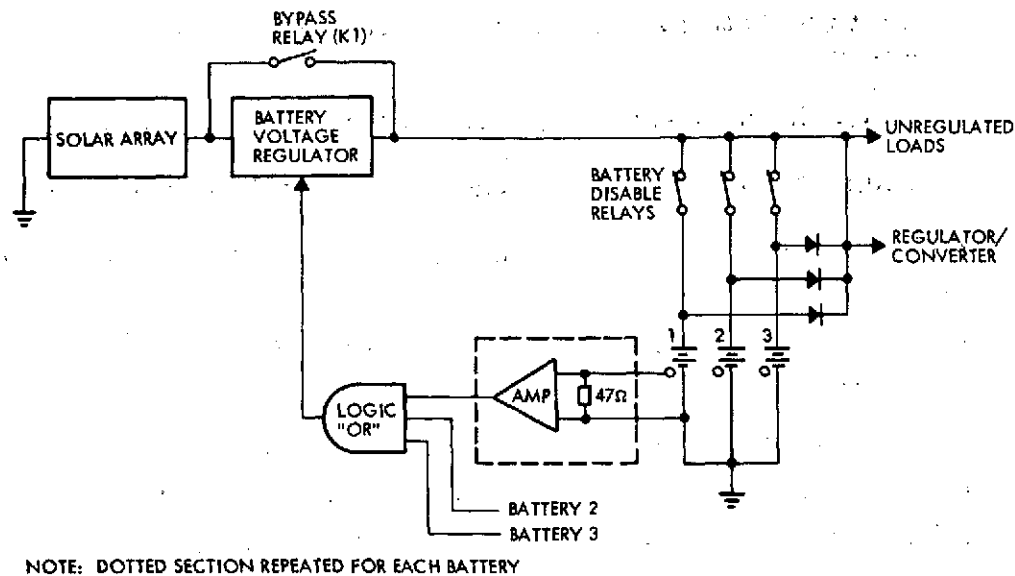 BYPASS
RELAY (K1)
SOLAR ARRAY
BATTERY
VOLTAGE
REGULATOR
UNREGULATED
LOADS
BATTERY
DISABLE
RELAYS
REGULATOR/
CONVERTER
1 2 3
AMP
47Ω
LOGIC
"OR"
BATTERY 2
BATTERY 3
NOTE: DOTTED SECTION REPEATED FOR EACH BATTERY